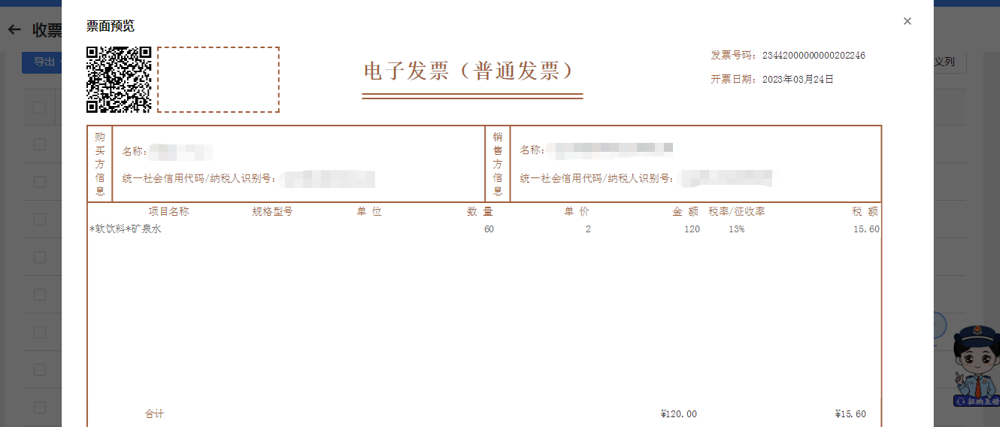 票面预览
×
收票
导出
义列
电子发票（普通发票）
发票号码：23442000000000202246
开票日期：2023年03月24日
购买方信息
名称：
统一社会信用代码/纳税人识别号：
销售方信息
名称：
统一社会信用代码/纳税人识别号：
项目名称 规格型号 单位 数量 单价 金额 税率/征收率 税额
*软饮料*矿泉水 60 2 120 13% 15.60
合计 ¥120.00 ¥15.60
征纳互动